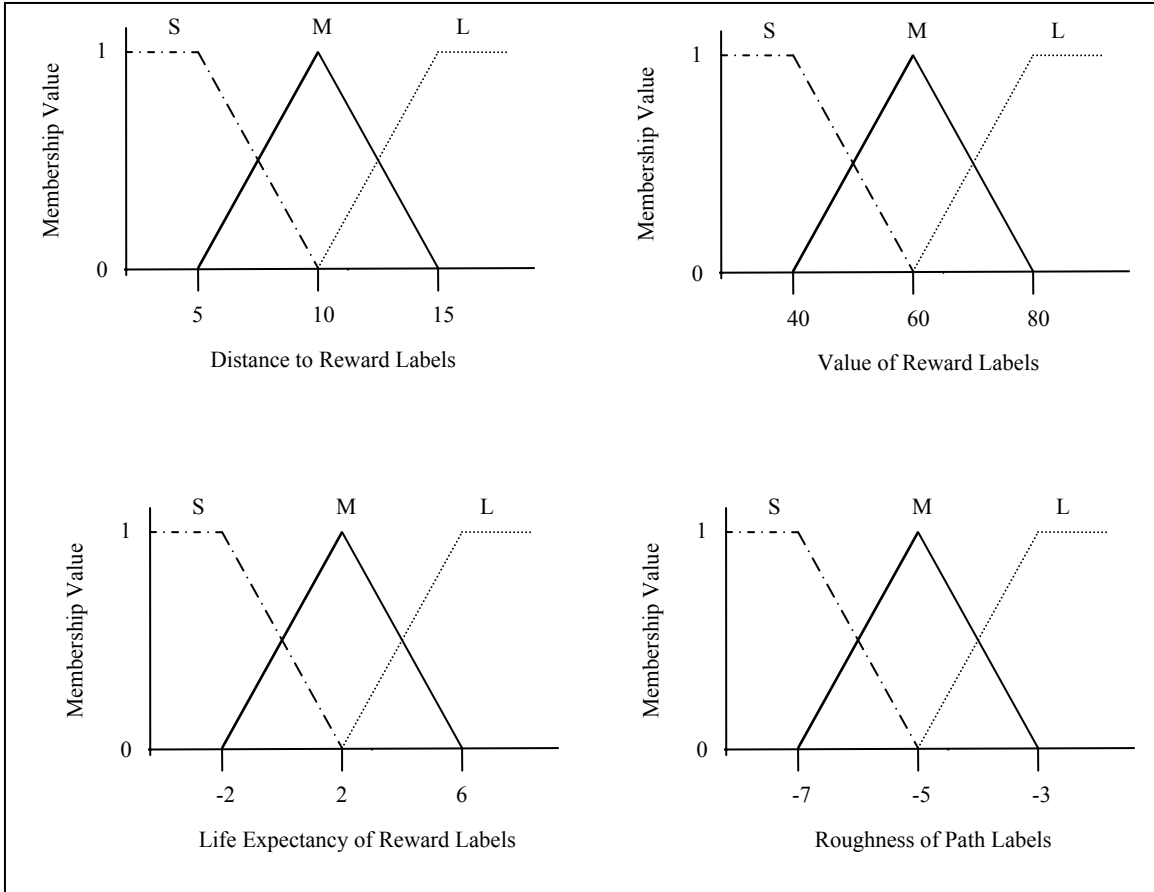 S M L
1
Membership Value
0
5 10 15
Distance to Reward Labels
S M L
1
Membership Value
0
40 60 80
Value of Reward Labels
S M L
1
Membership Value
0
-2 2 6
Life Expectancy of Reward Labels
S M L
1
Membership Value
0
-7 -5 -3
Roughness of Path Labels